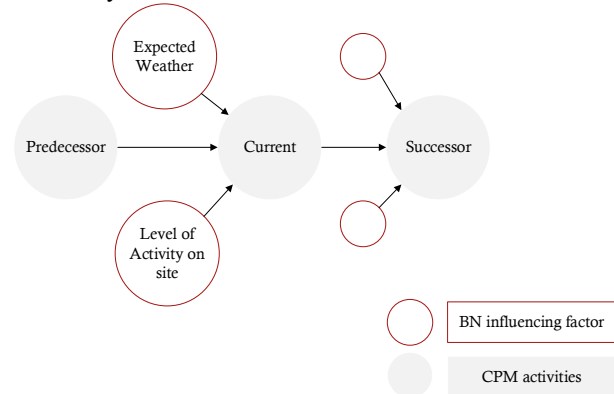 Expected
Weather
Predecessor
Current
Successor
Level of
Activity on
site
BN influencing factor
CPM activities